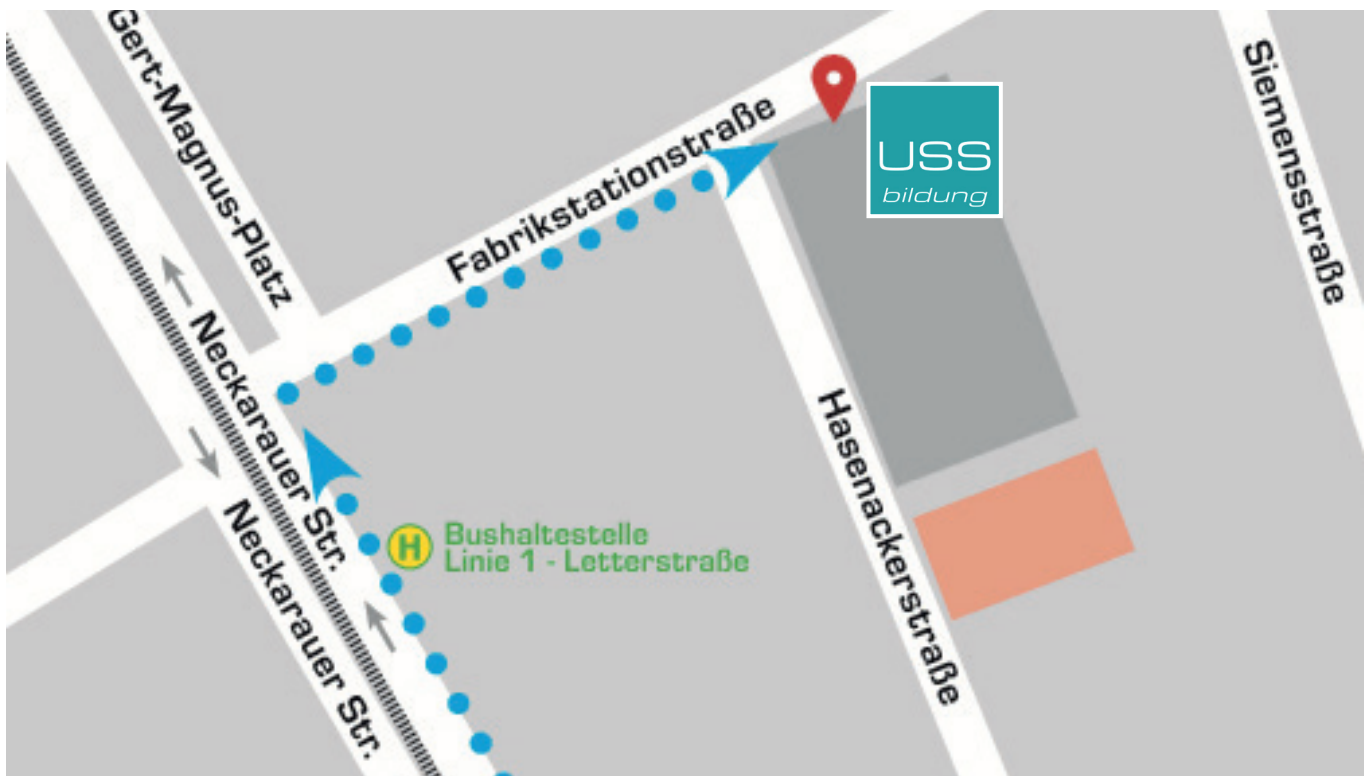 Gert-Magnus-Platz
Siemensstraße
Fabrikstationstraße
USS
bildung
Neckarauer Str.
Hasenackerstraße
Neckarauer Str.
H
Bushaltestelle
Linie 1 - Letterstraße